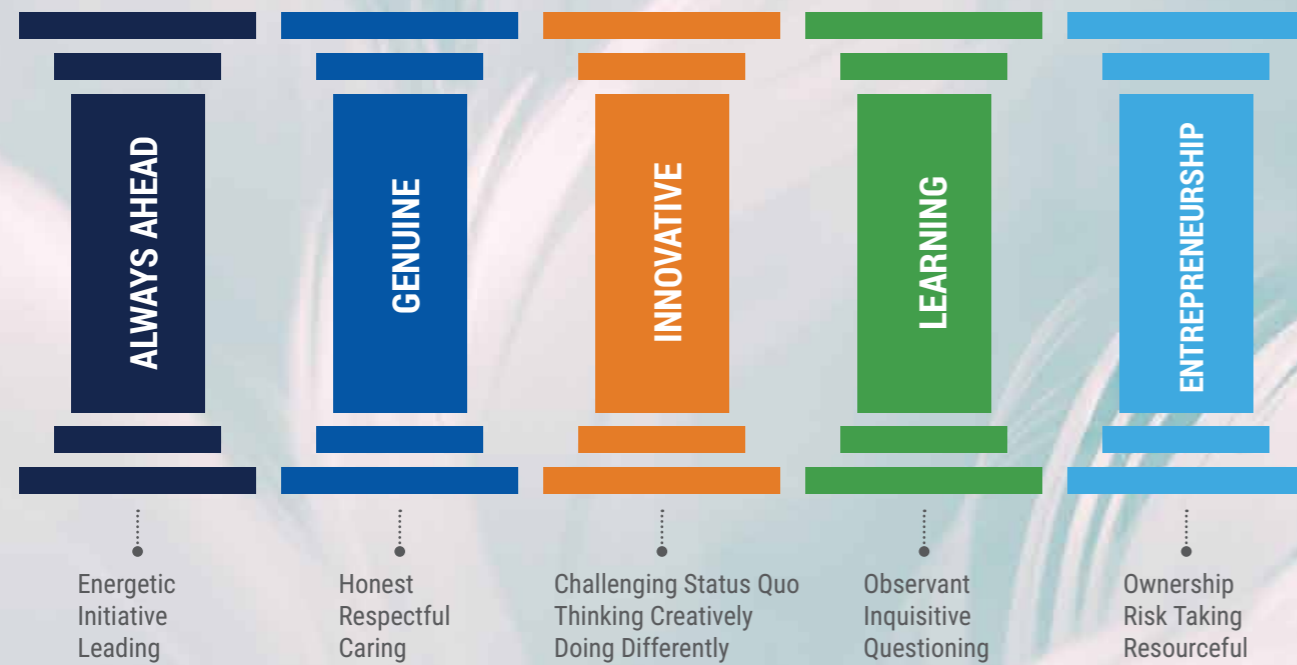 ALWAYS AHEAD
GENUINE
INNOVATIVE
LEARNING
ENTREPRENEURSHIP
Energetic
Initiative
Leading
Honest
Respectful
Caring
Challenging Status Quo
Thinking Creatively
Doing Differently
Observant
Inquisitive
Questioning
Ownership
Risk Taking
Resourceful